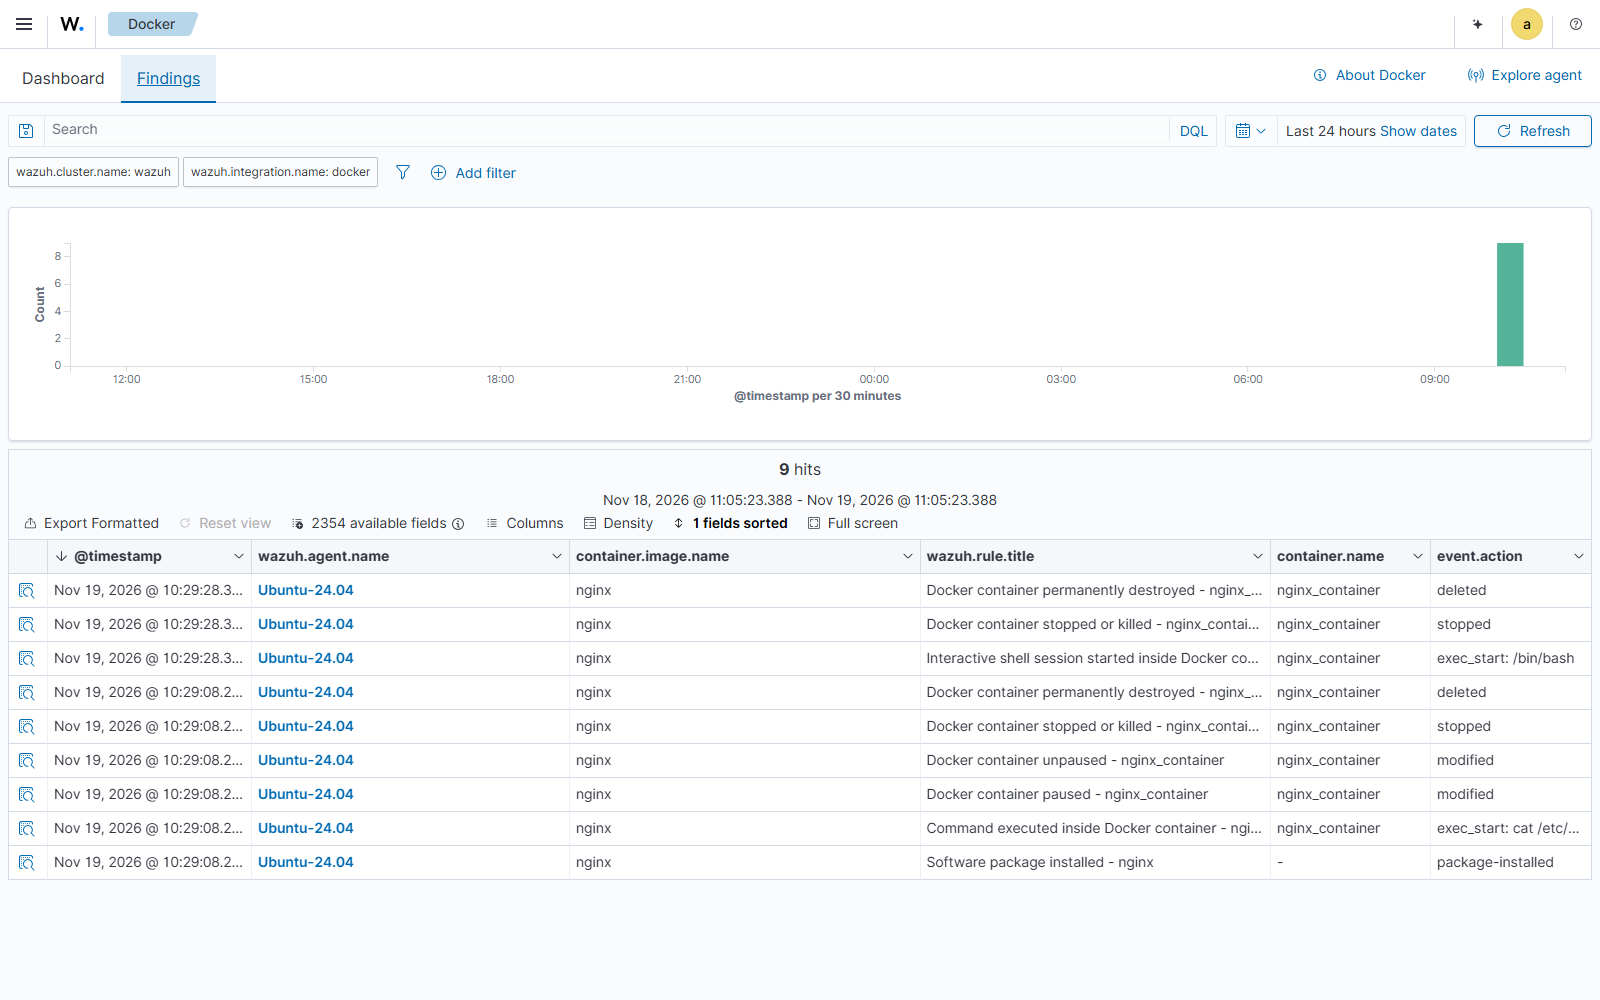 W.
Docker
a
Dashboard
Findings
About Docker
Explore agent
Search
DQL
Last 24 hours Show dates
Refresh
wazuh.cluster.name: wazuh
wazuh.integration.name: docker
Add filter
Count
8
6
4
2
0
12:00
15:00
18:00
21:00
00:00
03:00
06:00
09:00
@timestamp per 30 minutes
9 hits
Nov 18, 2026 @ 11:05:23.388 - Nov 19, 2026 @ 11:05:23.388
Export Formatted
Reset view
2354 available fields
Columns
Density
1 fields sorted
Full screen
@timestamp wazuh.agent.name container.image.name wazuh.rule.title container.name event.action
Nov 19, 2026 @ 10:29:28.3... Ubuntu-24.04 nginx Docker container permanently destroyed - nginx_... nginx_container deleted
Nov 19, 2026 @ 10:29:28.3... Ubuntu-24.04 nginx Docker container stopped or killed - nginx_contai... nginx_container stopped
Nov 19, 2026 @ 10:29:28.3... Ubuntu-24.04 nginx Interactive shell session started inside Docker co... nginx_container exec_start: /bin/bash
Nov 19, 2026 @ 10:29:08.2... Ubuntu-24.04 nginx Docker container permanently destroyed - nginx_... nginx_container deleted
Nov 19, 2026 @ 10:29:08.2... Ubuntu-24.04 nginx Docker container stopped or killed - nginx_contai... nginx_container stopped
Nov 19, 2026 @ 10:29:08.2... Ubuntu-24.04 nginx Docker container unpaused - nginx_container nginx_container modified
Nov 19, 2026 @ 10:29:08.2... Ubuntu-24.04 nginx Docker container paused - nginx_container nginx_container modified
Nov 19, 2026 @ 10:29:08.2... Ubuntu-24.04 nginx Command executed inside Docker container - ngi... nginx_container exec_start: cat /etc/...
Nov 19, 2026 @ 10:29:08.2... Ubuntu-24.04 nginx Software package installed - nginx - package-installed